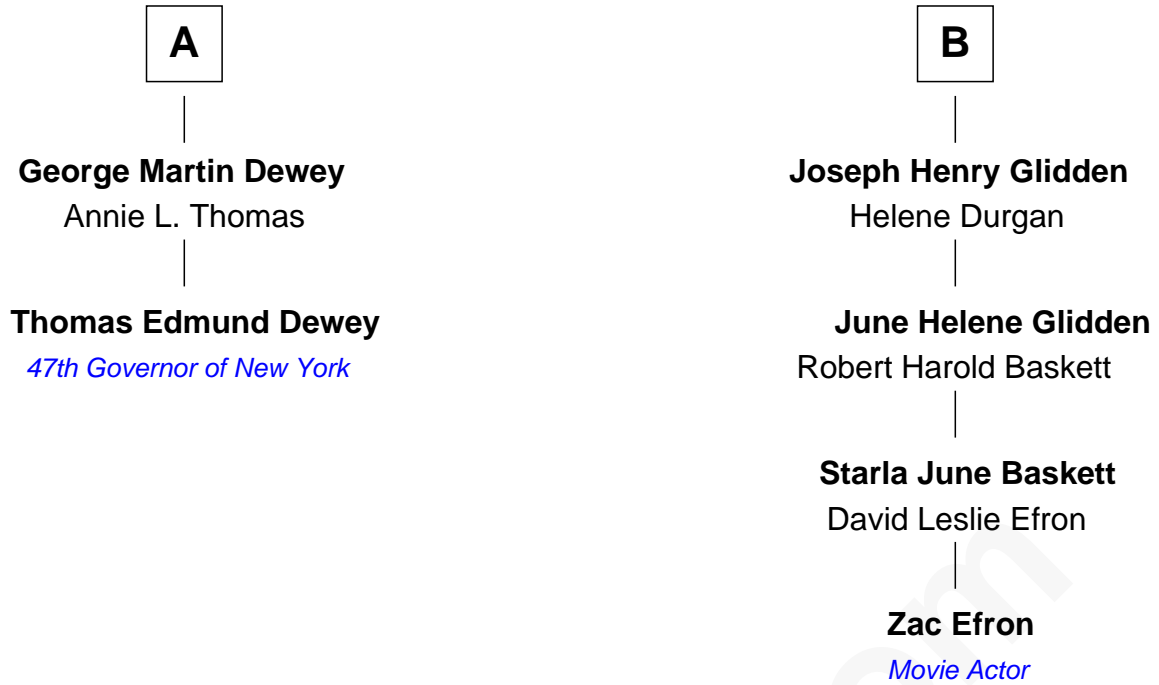 A
George Martin Dewey
Annie L. Thomas
Thomas Edmund Dewey
47th Governor of New York
B
Joseph Henry Glidden
Helene Durgan
June Helene Glidden
Robert Harold Baskett
Starla June Baskett
David Leslie Efron
Zac Efron
Movie Actor